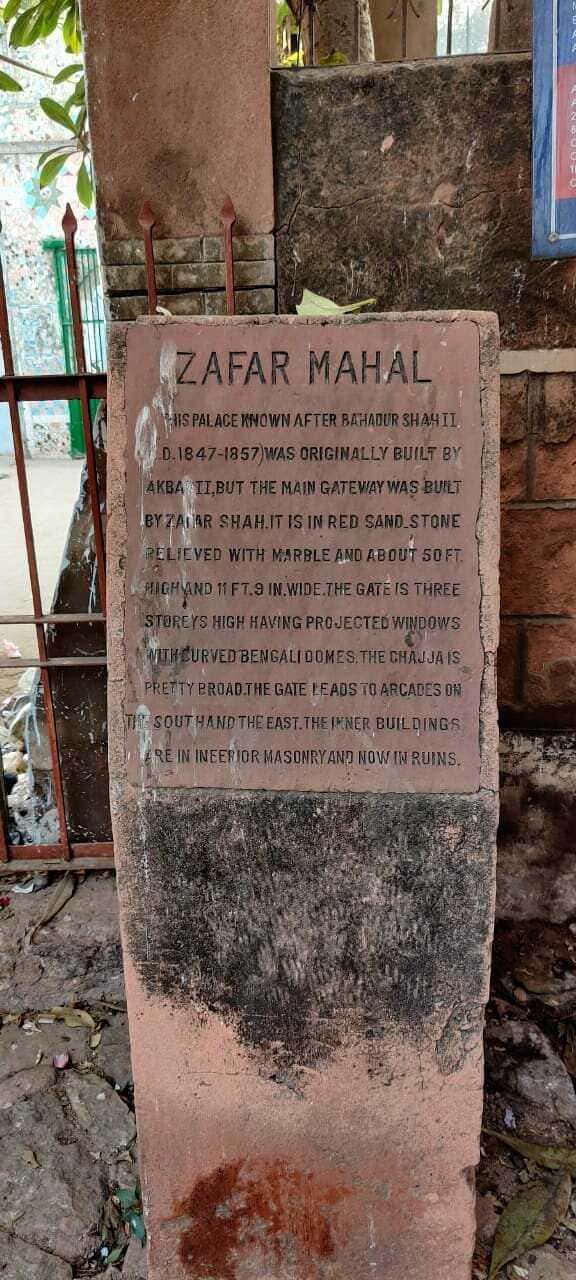 ZAFAR MAHAL
THIS PALACE KNOWN AFTER BAHADUR SHAH II
.D.1847-1857)WAS ORIGINALLY BUILT BY
AKBAR II,BUT THE MAIN GATEWAY WAS BUILT
BY ZAFAR SHAH.IT IS IN RED SAND_STONE
RELIEVED WITH MARBLE AND ABOUT 50 FT.
HIGH AND 11 FT.9 IN.WIDE.THE GATE IS THREE
STOREYS HIGH HAVING PROJECTED WINDOWS
WITH CURVED BENGALI DOMES.THE CHAJJA IS
PRETTY BROAD.THE GATE LEADS TO ARCADES ON
THE SOUTH AND THE EAST.THE INNER BUILDINGS
ARE IN INFERIOR MASONRY AND NOW IN RUINS.